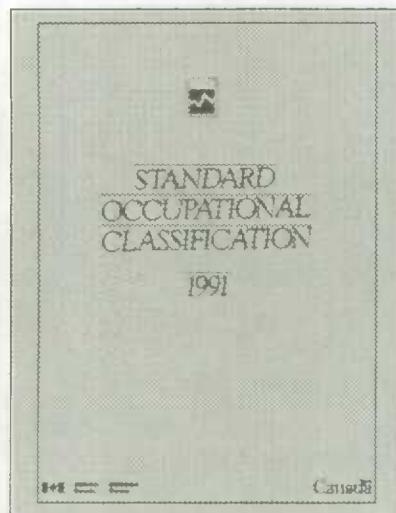 STANDARD
OCCUPATIONAL
CLASSIFICATION
1991
Canada